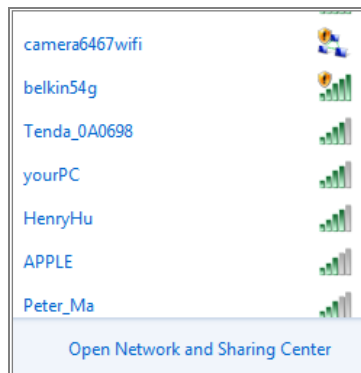 camera6467wifi
belkin54g
Tenda_0A0698
yourPC
HenryHu
APPLE
Peter_Ma
Open Network and Sharing Center